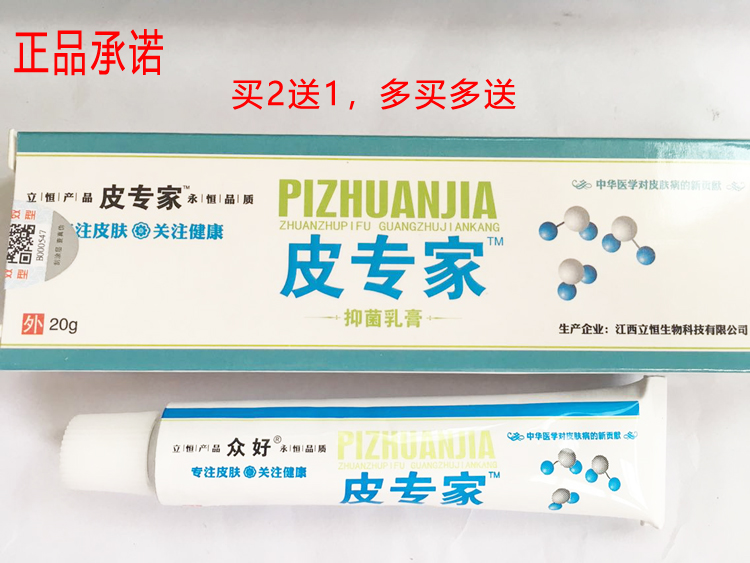 正品承诺
买2送1，多买多送
立恒产品 皮专家™ 永恒品质
专注皮肤 关注健康
B000547
外 20g
PIZHUANJIA
ZHUANZHUPIFU GUANGZHUJIANKANG
皮专家™
抑菌乳膏
中华医学对皮肤病的新贡献
生产企业：江西立恒生物科技有限公司
立恒产品 众好® 永恒品质
专注皮肤 关注健康
PIZHUANJIA
ZHUANZHUPIFU GUANGZHUJIANKANG
皮专家™
中华医学对皮肤病的新贡献